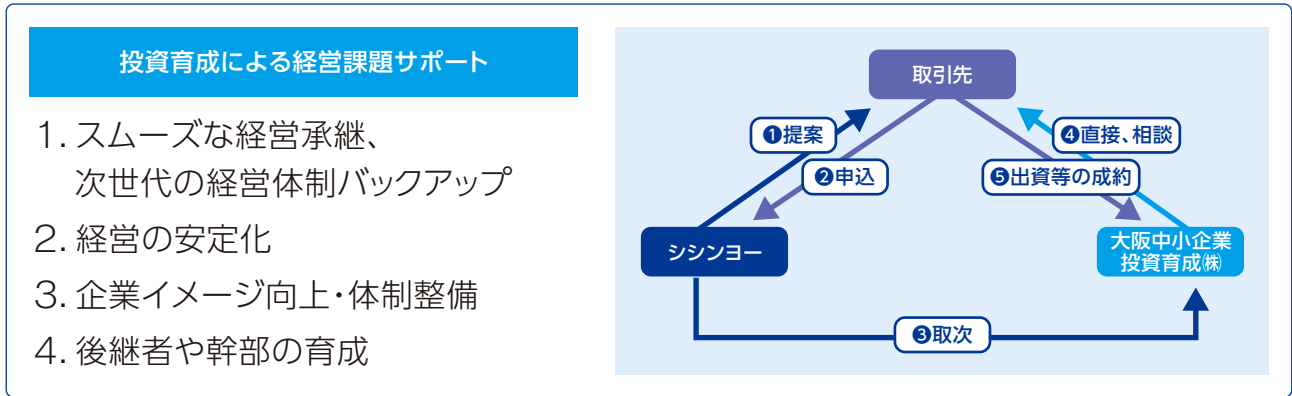 投資育成による経営課題サポート
1. スムーズな経営承継、
次世代の経営体制バックアップ
2. 経営の安定化
3. 企業イメージ向上・体制整備
4. 後継者や幹部の育成
取引先
❶提案
❹直接、相談
❷申込
❺出資等の成約
シシンヨー
大阪中小企業
投資育成㈱
❸取次